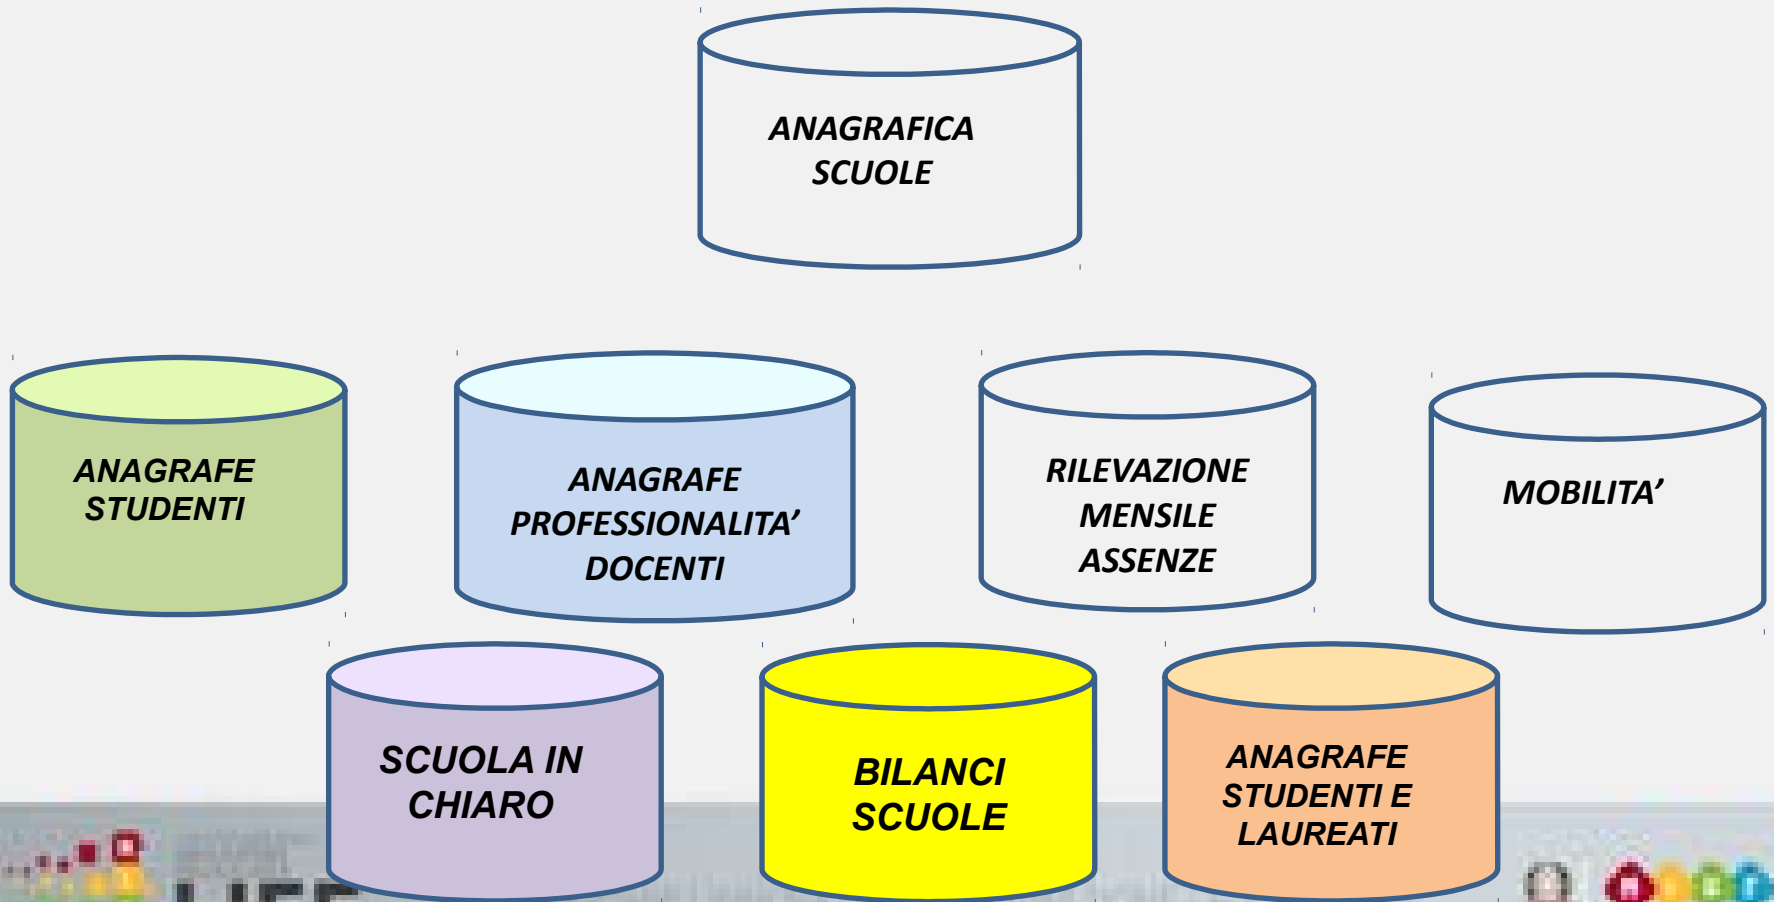 ANAGRAFICA
SCUOLE
ANAGRAFE
STUDENTI
ANAGRAFE
PROFESSIONALITA’
DOCENTI
RILEVAZIONE
MENSILE
ASSENZE
MOBILITA’
SCUOLA IN
CHIARO
BILANCI
SCUOLE
ANAGRAFE
STUDENTI E
LAUREATI